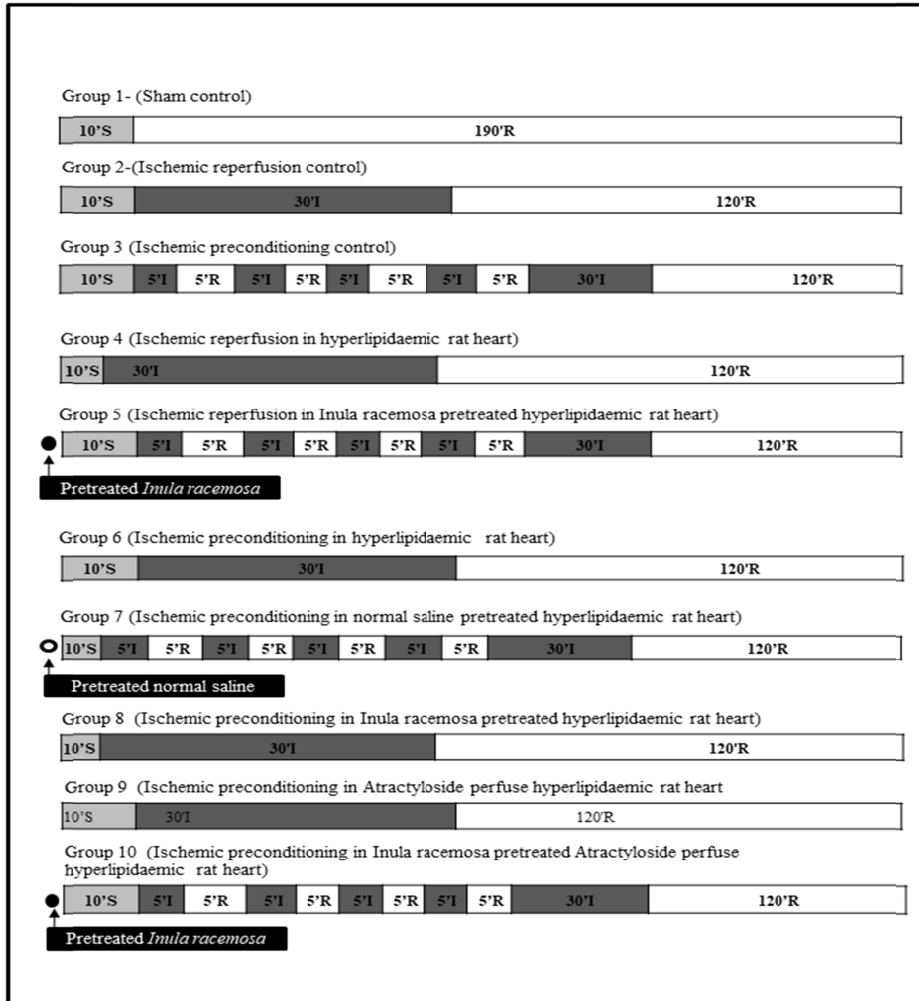 Group 1- (Sham control)
10'S 190'R
Group 2-(Ischemic reperfusion control)
10'S 30'I 120'R
Group 3 (Ischemic preconditioning control)
10'S 5'I 5'R 5'I 5'R 5'I 5'R 5'I 5'R 30'I 120'R
Group 4 (Ischemic reperfusion in hyperlipidaemic rat heart)
10'S 30'I 120'R
Group 5 (Ischemic reperfusion in Inula racemosa pretreated hyperlipidaemic rat heart)
10'S 5'I 5'R 5'I 5'R 5'I 5'R 5'I 5'R 30'I 120'R
Pretreated Inula racemosa
Group 6 (Ischemic preconditioning in hyperlipidaemic rat heart)
10'S 30'I 120'R
Group 7 (Ischemic preconditioning in normal saline pretreated hyperlipidaemic rat heart)
10'S 5'I 5'R 5'I 5'R 5'I 5'R 5'I 5'R 30'I 120'R
Pretreated normal saline
Group 8 (Ischemic preconditioning in Inula racemosa pretreated hyperlipidaemic rat heart)
10'S 30'I 120'R
Group 9 (Ischemic preconditioning in Atractyloside perfuse hyperlipidaemic rat heart
10'S 30'I 120'R
Group 10 (Ischemic preconditioning in Inula racemosa pretreated Atractyloside perfuse
hyperlipidaemic rat heart)
10'S 5'I 5'R 5'I 5'R 5'I 5'R 5'I 5'R 30'I 120'R
Pretreated Inula racemosa